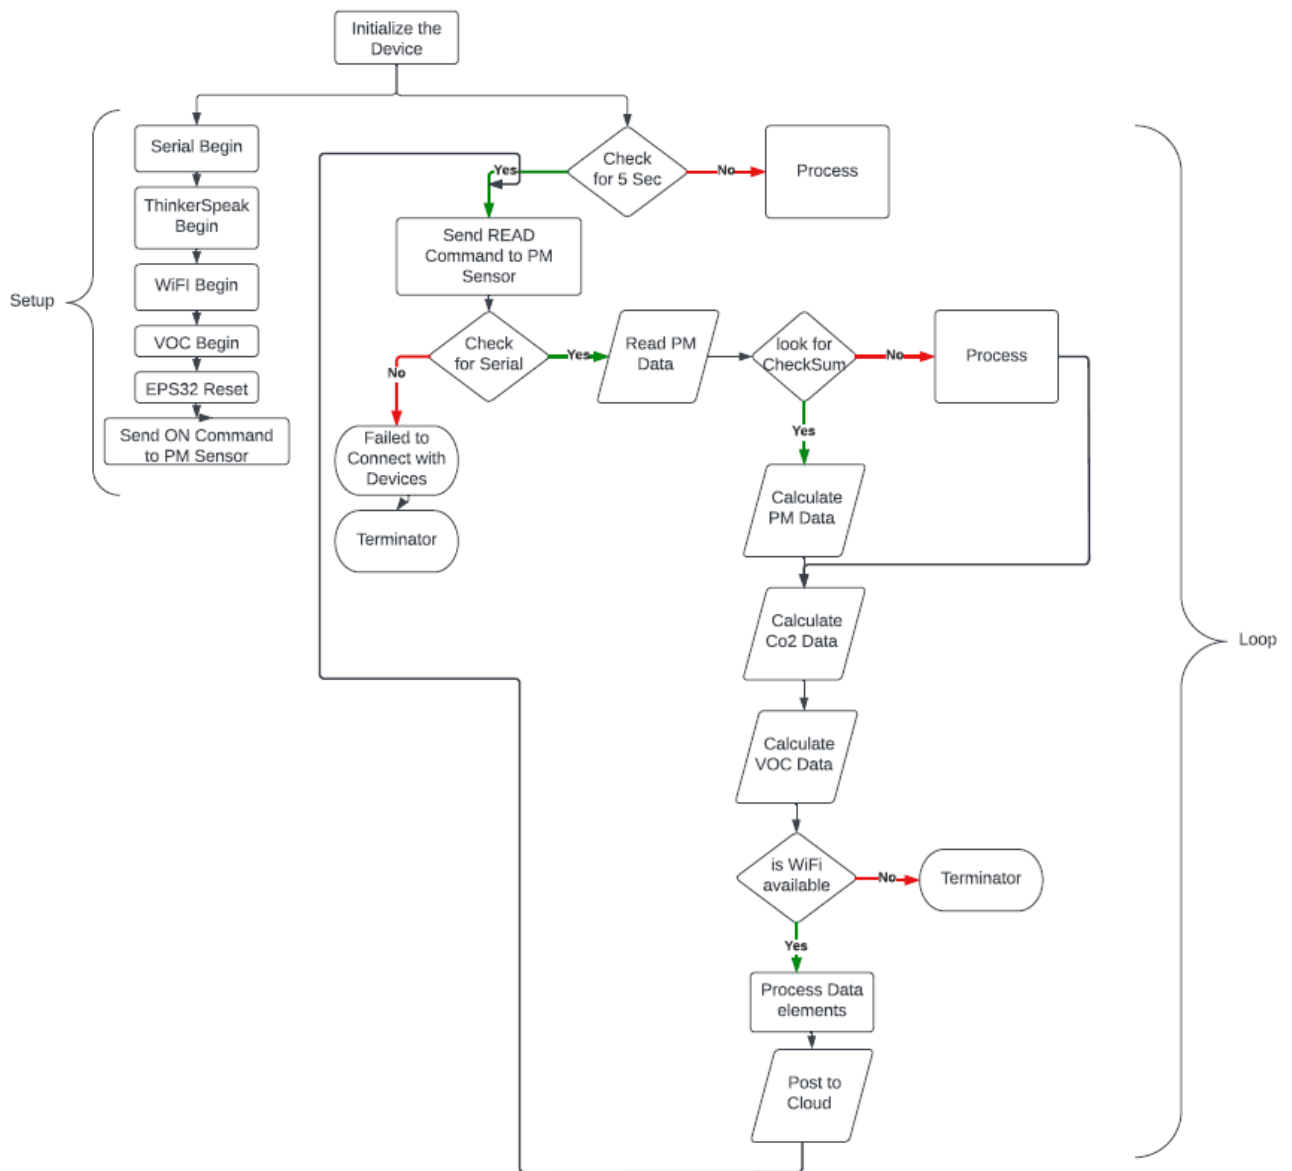 Initialize the
Device
Serial Begin
ThinkerSpeak
Begin
WiFI Begin
VOC Begin
EPS32 Reset
Send ON Command
to PM Sensor
Setup
Check
for 5 Sec
Yes
No
Process
Send READ
Command to PM
Sensor
Check
for Serial
No
Yes
Failed to
Connect with
Devices
Terminator
Read PM
Data
look for
CheckSum
No
Process
Yes
Calculate
PM Data
Calculate
Co2 Data
Calculate
VOC Data
is WiFi
available
No
Terminator
Yes
Process Data
elements
Post to
Cloud
Loop